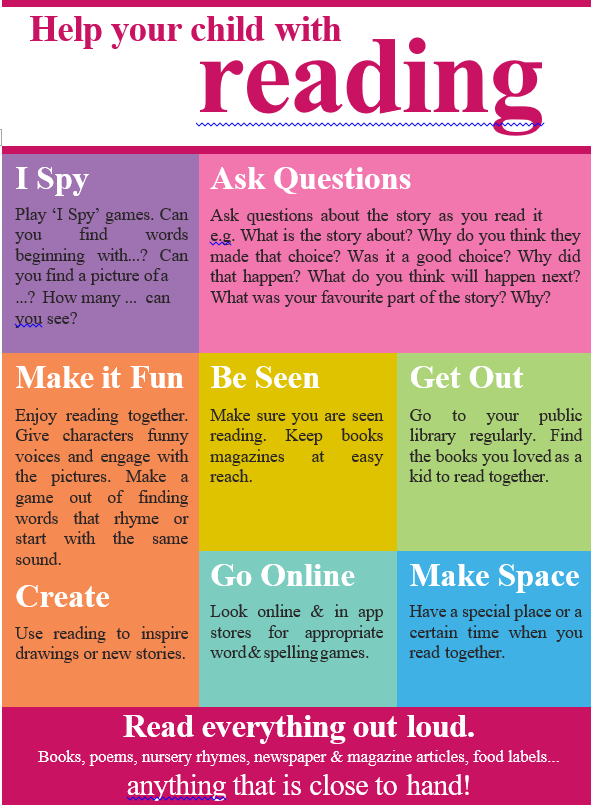 Help your child with
reading
I Spy
Play ‘I Spy’ games. Can
you find words
beginning with...? Can
you find a picture of a
...? How many ... can
you see?
Ask Questions
Ask questions about the story as you read it
e.g. What is the story about? Why do you think they
made that choice? Was it a good choice? Why did
that happen? What do you think will happen next?
What was your favourite part of the story? Why?
Make it Fun
Enjoy reading together.
Give characters funny
voices and engage with
the pictures. Make a
game out of finding
words that rhyme or
start with the same
sound.
Be Seen
Make sure you are seen
reading. Keep books
magazines at easy
reach.
Get Out
Go to your public
library regularly. Find
the books you loved as a
kid to read together.
Create
Use reading to inspire
drawings or new stories.
Go Online
Look online & in app
stores for appropriate
word & spelling games.
Make Space
Have a special place or a
certain time when you
read together.
Read everything out loud.
Books, poems, nursery rhymes, newspaper & magazine articles, food labels...
anything that is close to hand!